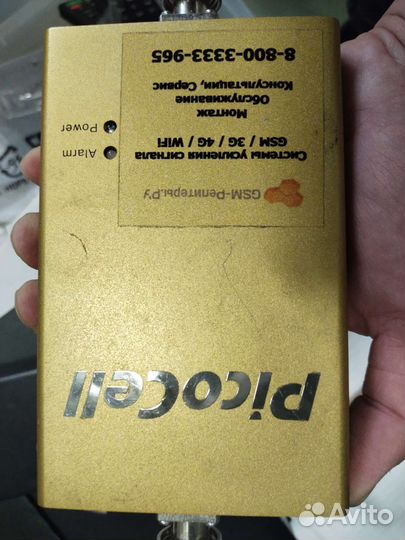 PicoCell
GSM-Репитеры.РУ
Системы усиления сигнала
GSM / 3G / 4G / WiFi
Монтаж
Обслуживание
Консультации, Сервис
8-800-3333-965
Alarm
Power
Avito